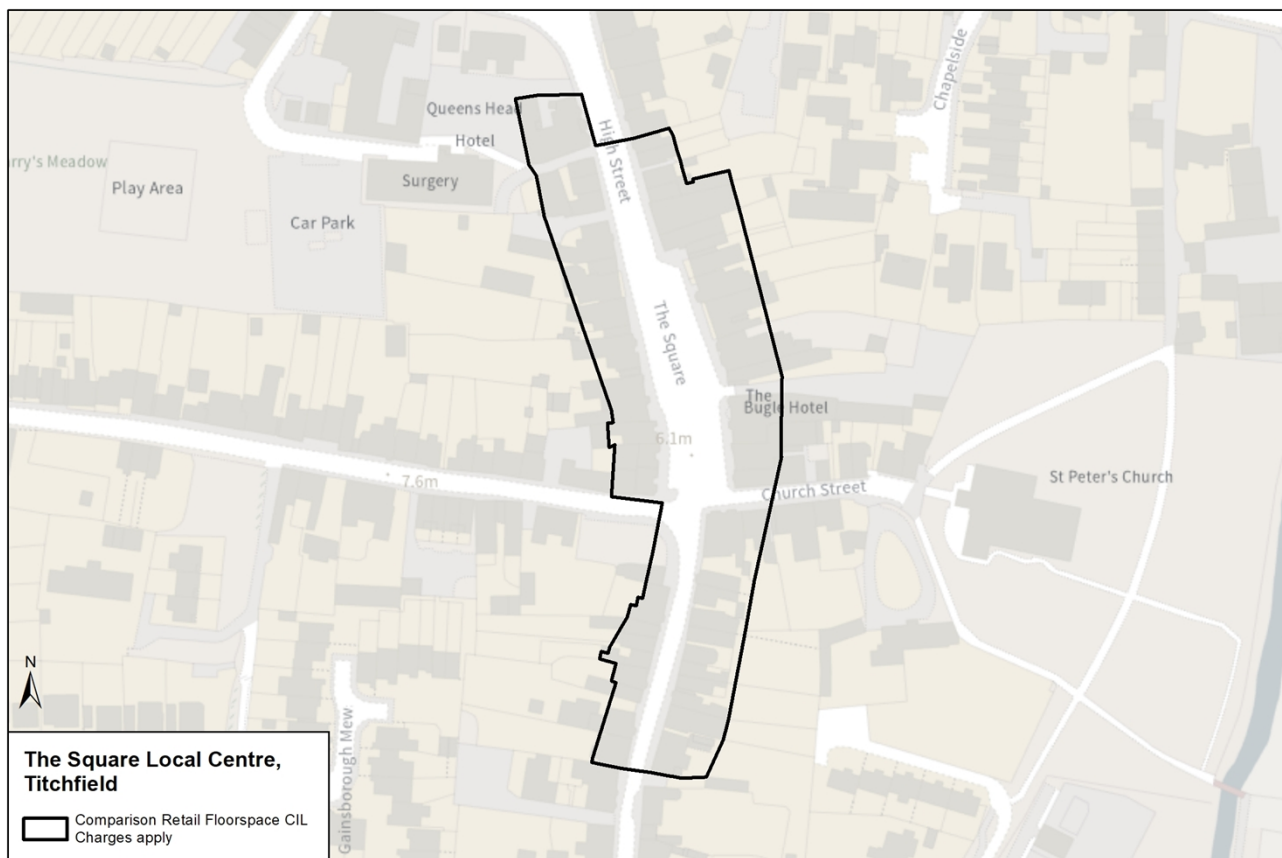 Queens Head
Hotel
High Street
Chapelside
Play Area
Surgery
Car Park
The Square
The
Bugle Hotel
6.1m
7.6m
Church Street
St Peter's Church
Gainsborough Mew
N
The Square Local Centre,
Titchfield
Comparison Retail Floorspace CIL
Charges apply